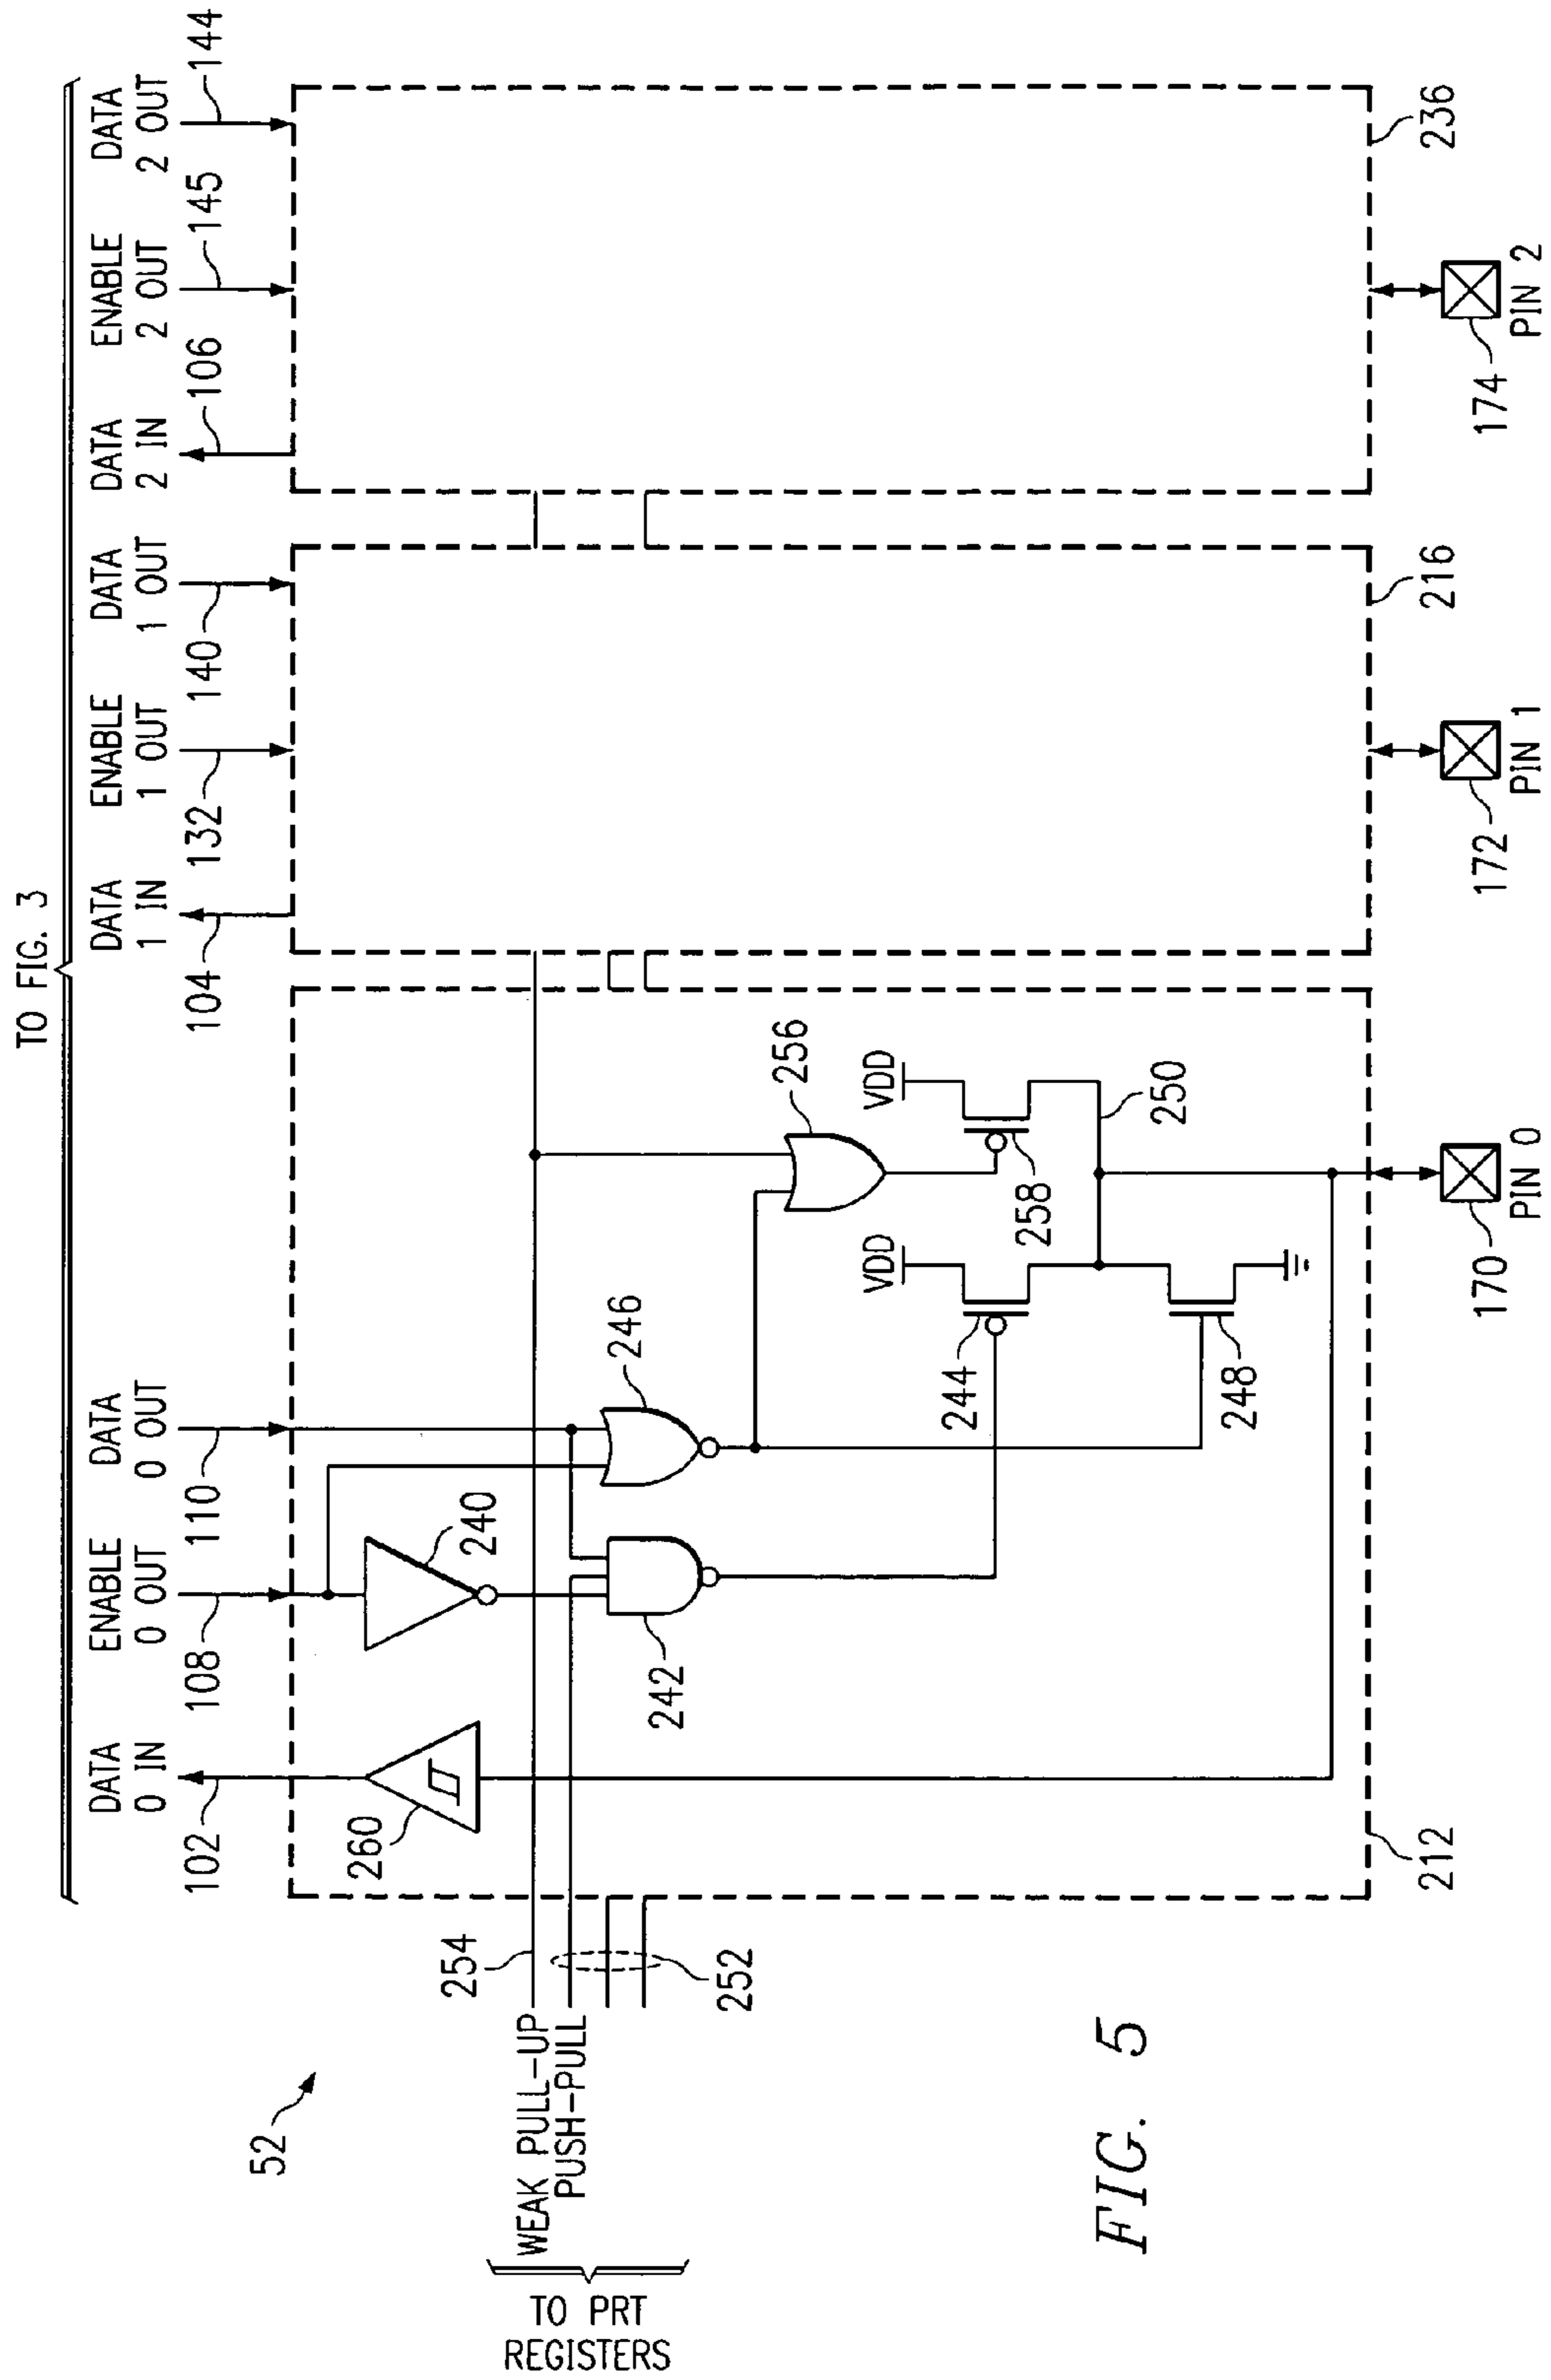 TO FIG. 3
DATA
0 IN
ENABLE
0 OUT
DATA
0 OUT
DATA
1 IN
ENABLE
1 OUT
DATA
1 OUT
DATA
2 IN
ENABLE
2 OUT
DATA
2 OUT
102
108
110
104
132
140
106
145
144
52
260
240
254
WEAK PULL-UP
PUSH-PULL
252
TO PRT
REGISTERS
242
246
256
VDD
VDD
244
258
250
248
212
216
236
170
PIN 0
172
PIN 1
174
PIN 2
FIG. 5